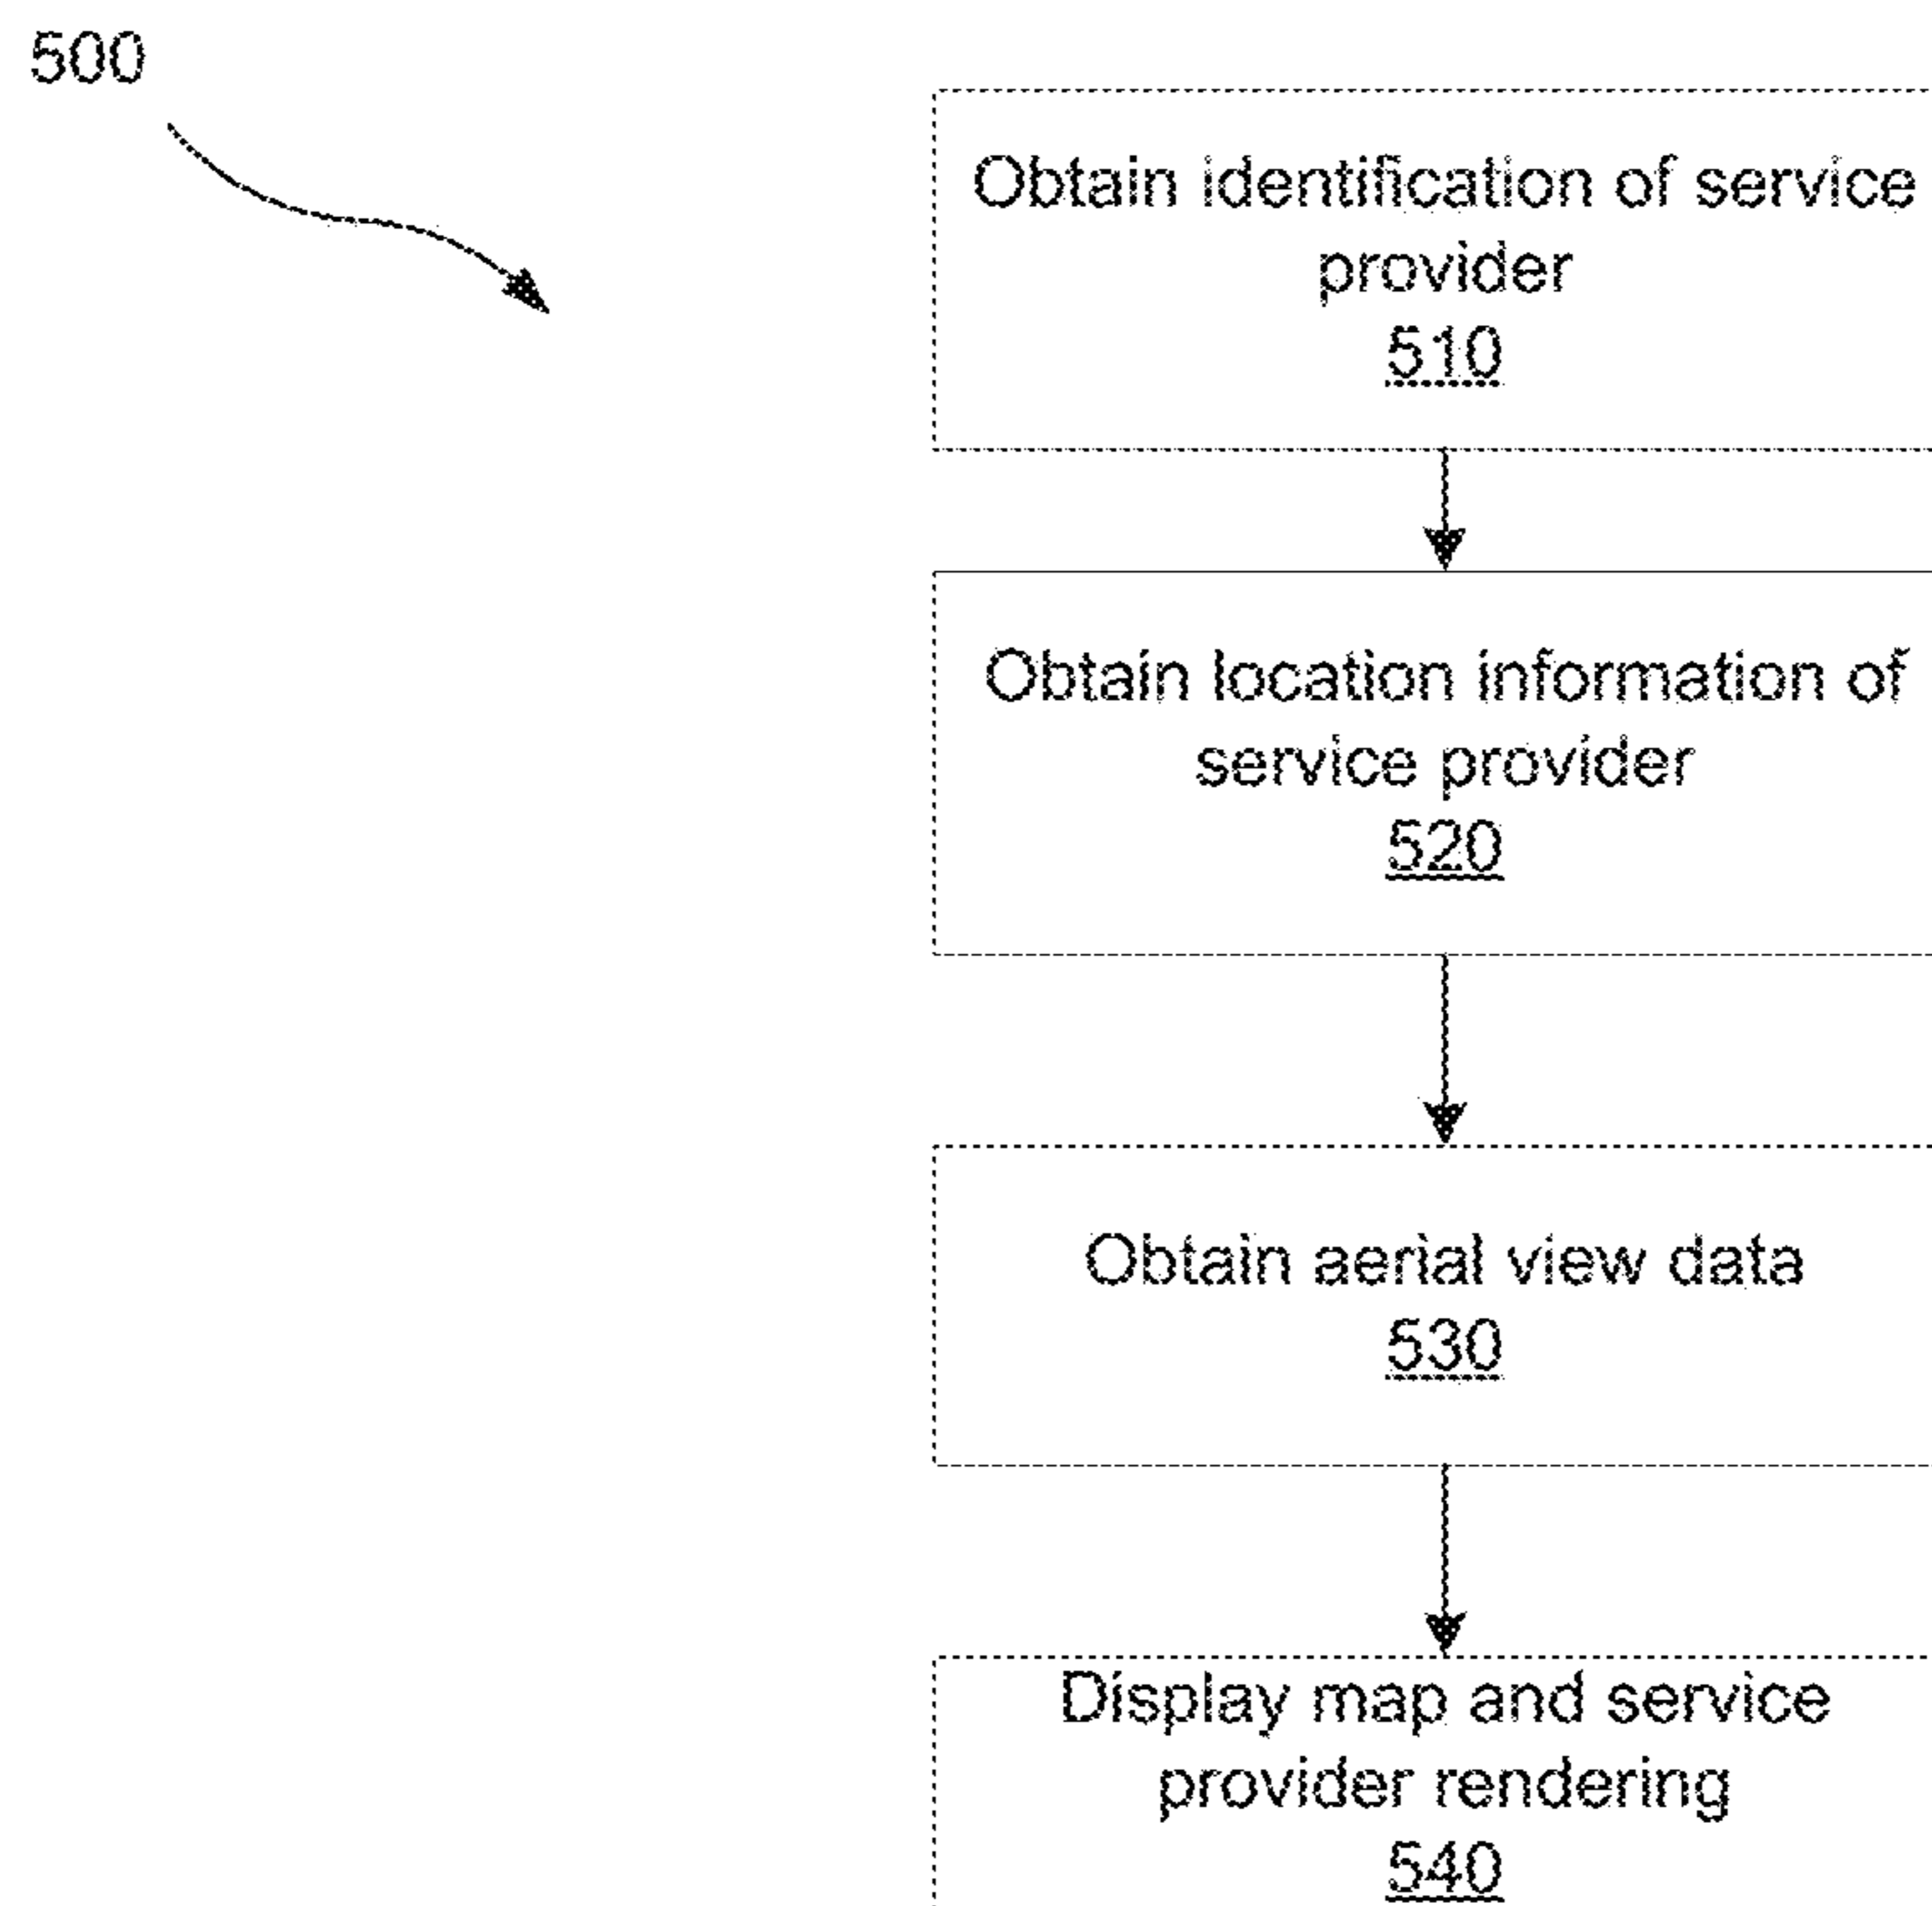 500
Obtain identification of service
provider
510
Obtain location information of
service provider
520
Obtain aerial view data
530
Display map and service
provider rendering
540